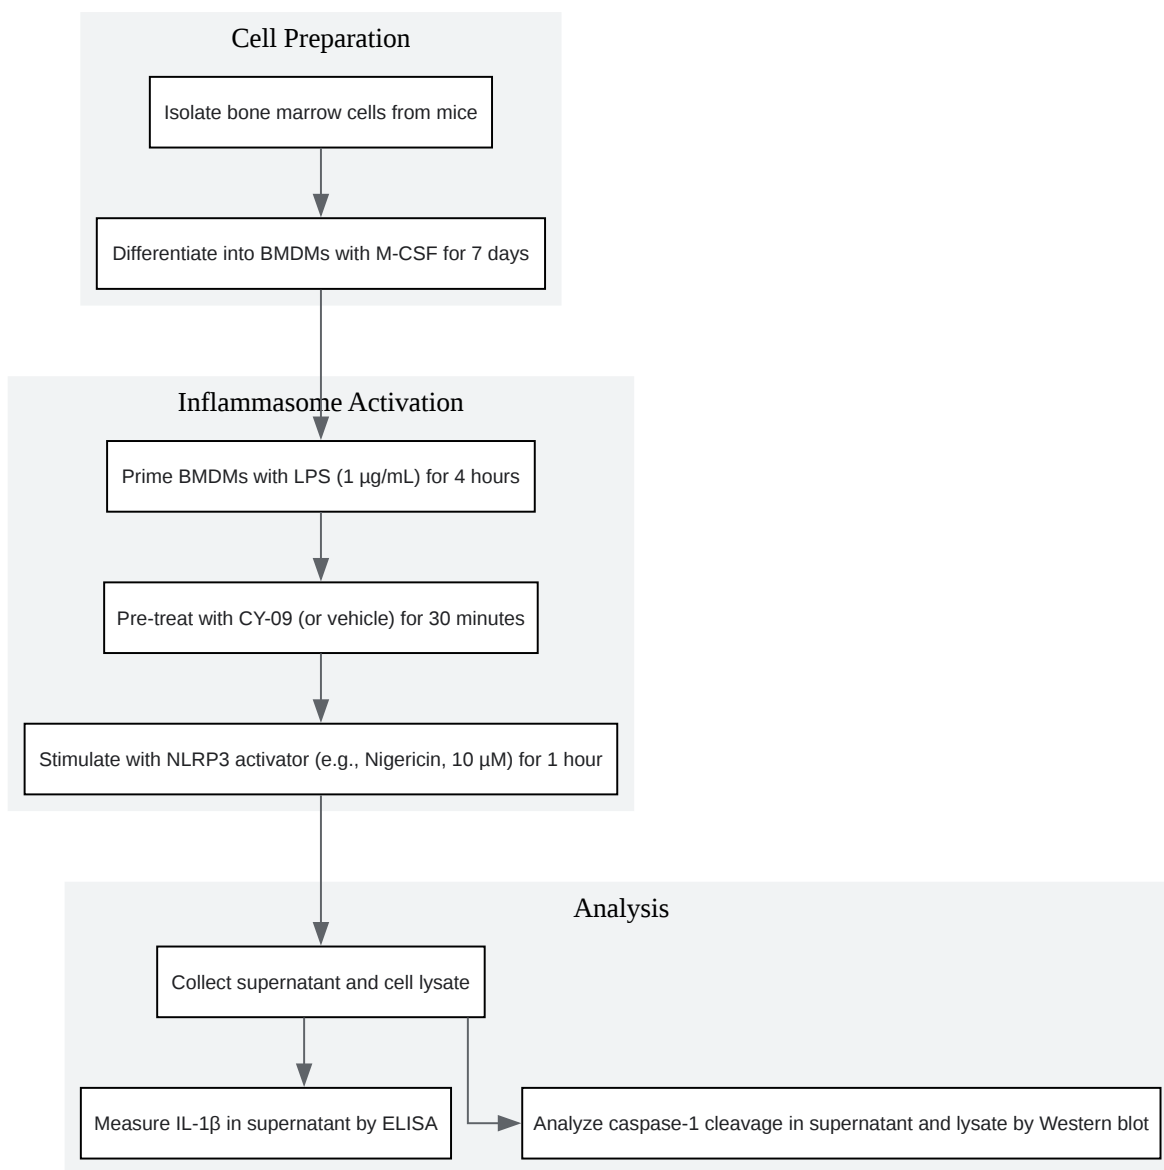 Cell Preparation
Isolate bone marrow cells from mice
Differentiate into BMDMs with M-CSF for 7 days
Inflammasome Activation
Prime BMDMs with LPS (1 µg/mL) for 4 hours
Pre-treat with CY-09 (or vehicle) for 30 minutes
Stimulate with NLRP3 activator (e.g., Nigericin, 10 µM) for 1 hour
Analysis
Collect supernatant and cell lysate
Measure IL-1β in supernatant by ELISA
Analyze caspase-1 cleavage in supernatant and lysate by Western blot